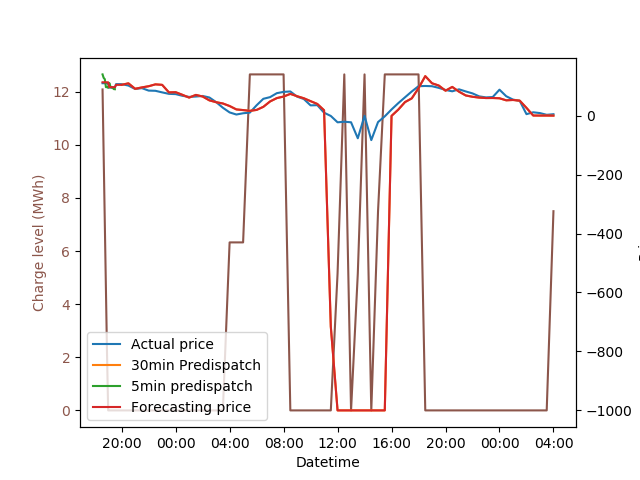 12
10
8
6
4
2
0
Charge level (MWh)
0
−200
−400
−600
−800
−1000
Actual price
30min Predispatch
5min predispatch
Forecasting price
20:00 00:00 04:00 08:00 12:00 16:00 20:00 00:00 04:00
Datetime